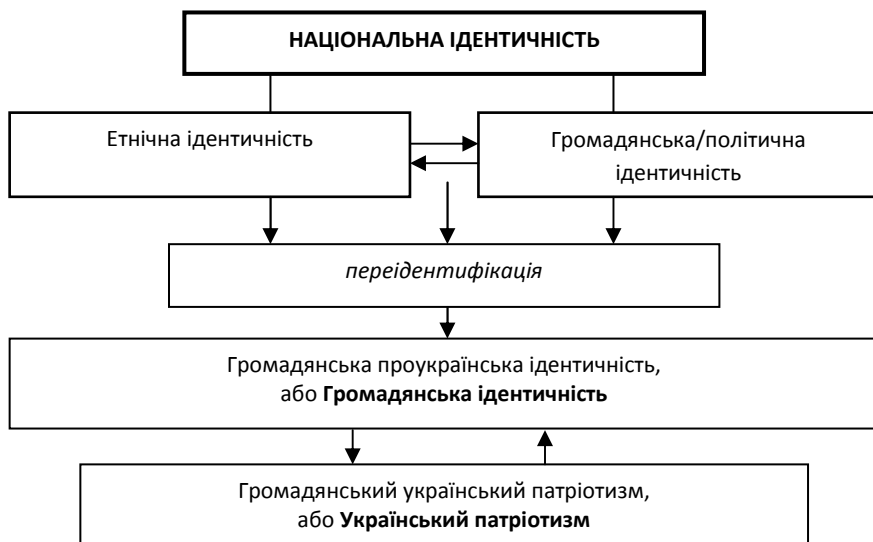 НАЦІОНАЛЬНА ІДЕНТИЧНІСТЬ
Етнічна ідентичність
Громадянська/політична
ідентичність
переідентифікація
Громадянська проукраїнська ідентичність,
або Громадянська ідентичність
Громадянський український патріотизм,
або Український патріотизм